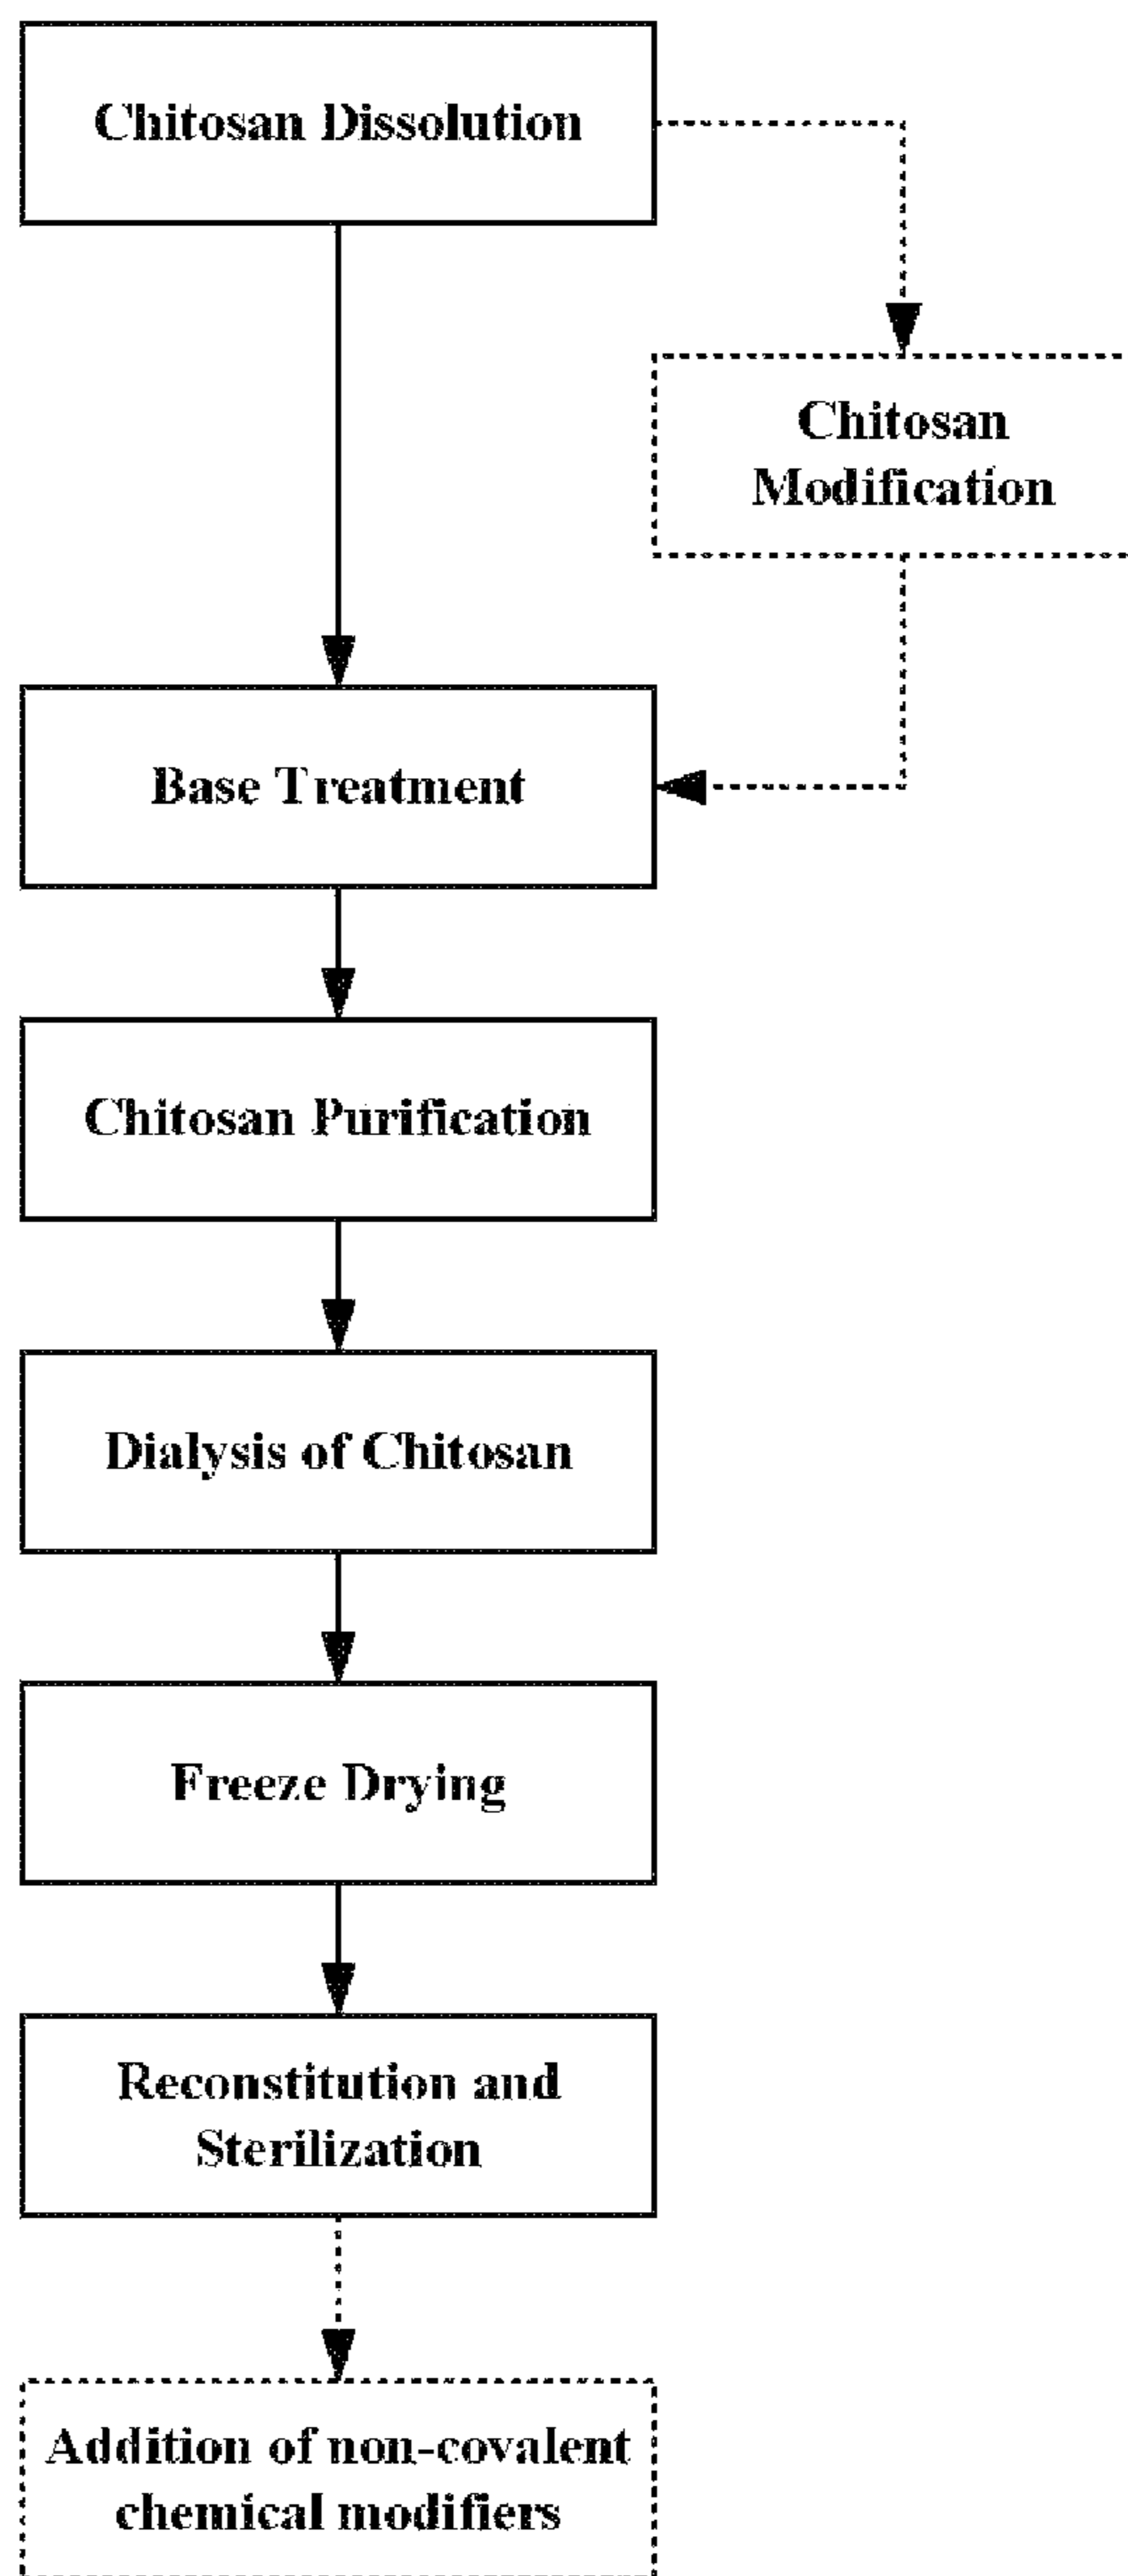 Chitosan Dissolution
Chitosan
Modification
Base Treatment
Chitosan Purification
Dialysis of Chitosan
Freeze Drying
Reconstitution and
Sterilization
Addition of non-covalent
chemical modifiers